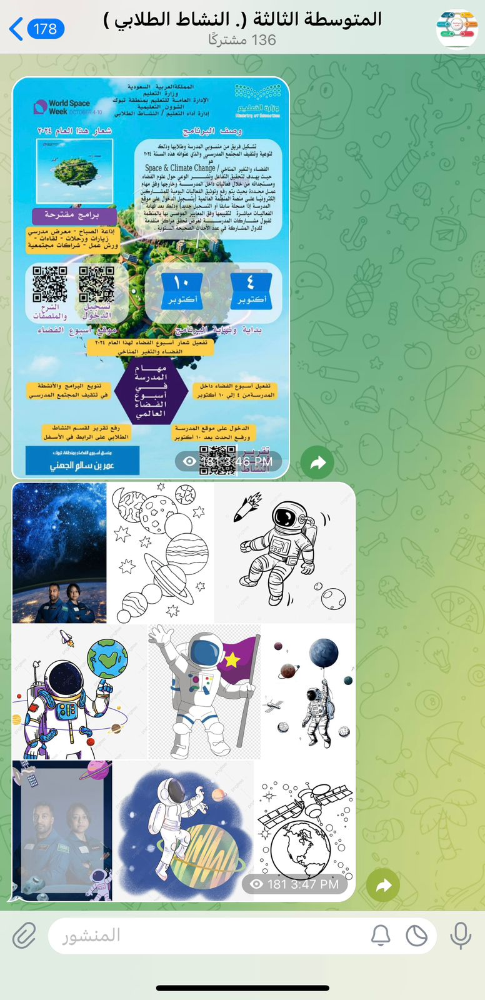 178
المتوسطة الثالثة (. النشاط الطلابي )
136 مشتركًا
World Space
Week OCTOBER 4-10
المملكة العربية السعودية
وزارة التعليم
الإدارة العامة للتعليم بمنطقة تبوك
الشؤون التعليمية
إدارة أداء التعليم / النشاط الطلابي
وزارة التعليم
Ministry of Education
وصف البرنامج
تشكيل فريق من منسوبي المدرسة وطلابها وذلك
لتوعية وتثقيف المجتمع المدرسي والذي عنوانه هذه السنة ٢٠٢٤
هو
الفضاء والتغير المناخي / Space & Climate Change
حيث يهدف لتحقيق التفاعل ونشر الوعي حول علوم الفضاء
ومستجداته من خلال فعاليات داخل المدرسة وخارجها وفق مهام
عمل محددة بحيث يتم رفع وتوثيق الفعاليات اليومية للمشاركين
إلكترونيا على منصة المنظمة العالمية (بتسجيل الدخول على موقع
المدرسة إذا مسجلة سابقا أو التسجيل جديد) وذلك بعد نهاية
الفعاليات مباشرة لتقييمها وفق المعايير الموصى بها بالمنظمة
لقبول مشاركات المدرسة لغرض تحقق مراكز متقدمة
للدول المشاركة في عدد الأحداث الصحيحة السنوية .
شعار هذا العام ٢٠٢٤
برامج مقترحة
إذاعة الصباح - معرض مدرسي
زيارات ورحلات - لقاءات -
ورش عمل - شراكات مجتمعية
٤
أكتوبر
١٠
أكتوبر
بداية ونهاية البرنامج
تسجيل
الدخول
الشرح
والملصقات
موقع أسبوع الفضاء
تفعيل شعار أسبوع الفضاء لهذا العام ٢٠٢٤
الفضاء والتغير المناخي
مهام
المدرسة
في
أسبوع
الفضاء
العالمي
تفعيل أسبوع الفضاء داخل
المدرسة من ٤ إلى ١٠ أكتوبر
تنويع البرامج والأنشطة
في تثقيف المجتمع المدرسي
الدخول على موقع المدرسة
ورفع الحدث بعد ١٠ أكتوبر
رفع تقرير لقسم النشاط
الطلابي على الرابط في الأسفل
تقرير
النشاط
منسق أسبوع الفضاء بمنطقة تبوك
عمر بن سالم الجهني
181 3:46 PM
181 3:47 PM
المنشور